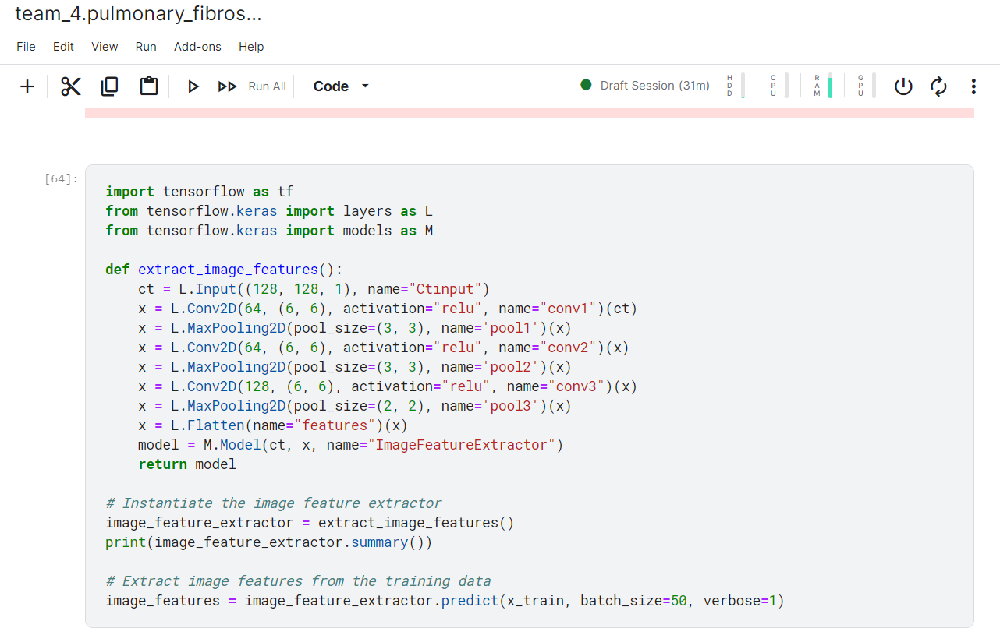 team_4.pulmonary_fibros...
File Edit View Run Add-ons Help
Run All Code Draft Session (31m) HDD CPU RAM GPU
[64]:
import tensorflow as tf
from tensorflow.keras import layers as L
from tensorflow.keras import models as M
def extract_image_features():
    ct = L.Input((128, 128, 1), name="Ctinput")
    x = L.Conv2D(64, (6, 6), activation="relu", name="conv1")(ct)
    x = L.MaxPooling2D(pool_size=(3, 3), name='pool1')(x)
    x = L.Conv2D(64, (6, 6), activation="relu", name="conv2")(x)
    x = L.MaxPooling2D(pool_size=(3, 3), name='pool2')(x)
    x = L.Conv2D(128, (6, 6), activation="relu", name="conv3")(x)
    x = L.MaxPooling2D(pool_size=(2, 2), name='pool3')(x)
    x = L.Flatten(name="features")(x)
    model = M.Model(ct, x, name="ImageFeatureExtractor")
    return model
# Instantiate the image feature extractor
image_feature_extractor = extract_image_features()
print(image_feature_extractor.summary())
# Extract image features from the training data
image_features = image_feature_extractor.predict(x_train, batch_size=50, verbose=1)